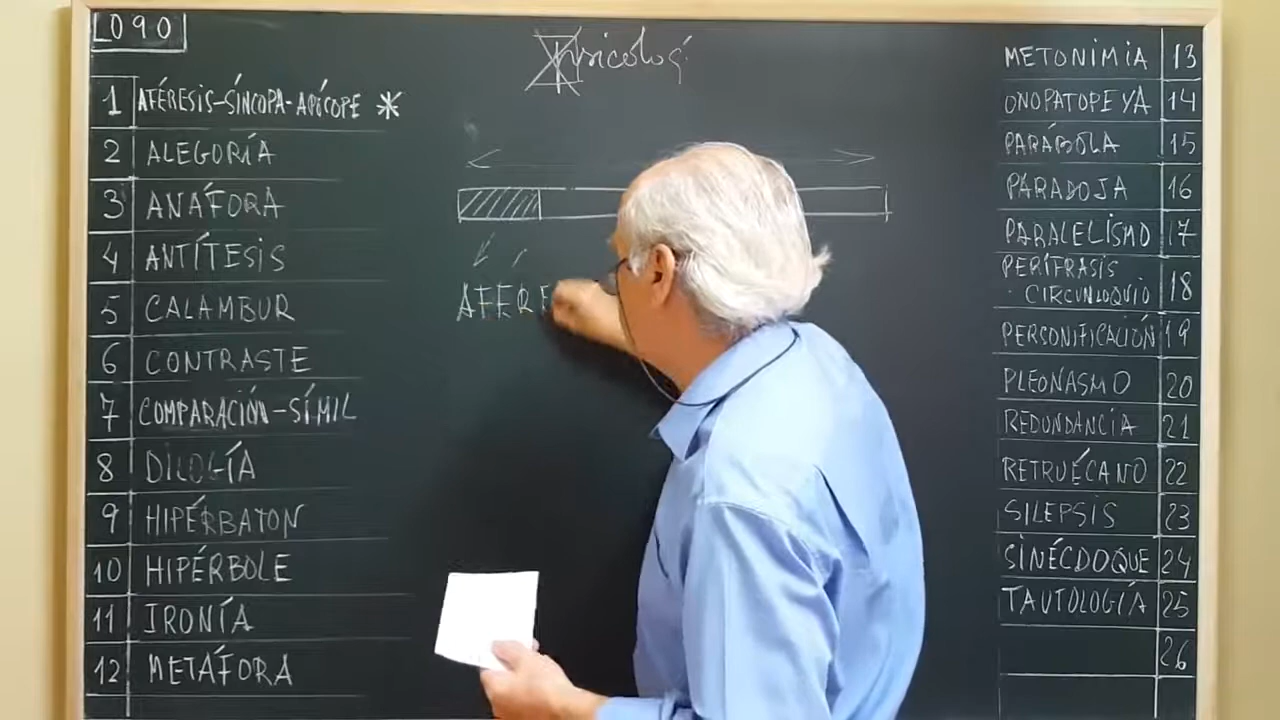 090
1 AFÉRESIS-SÍNCOPA-APÓCOPE *
2 ALEGORÍA
3 ANÁFORA
4 ANTÍTESIS
5 CALAMBUR
6 CONTRASTE
7 COMPARACIÓN-SÍMIL
8 DILOGÍA
9 HIPÉRBATON
10 HIPÉRBOLE
11 IRONÍA
12 METÁFORA
AFERE
METONIMIA 13
ONOPATOPEYA 14
PARÁBOLA 15
PARADOJA 16
PARALELISMO 17
PERÍFRASIS
CIRCUNLOQUIO 18
PERSONIFICACIÓN 19
PLEONASMO 20
REDUNDANCIA 21
RETRUÉCANO 22
SILEPSIS 23
SINÉCDOQUE 24
TAUTOLOGÍA 25
26